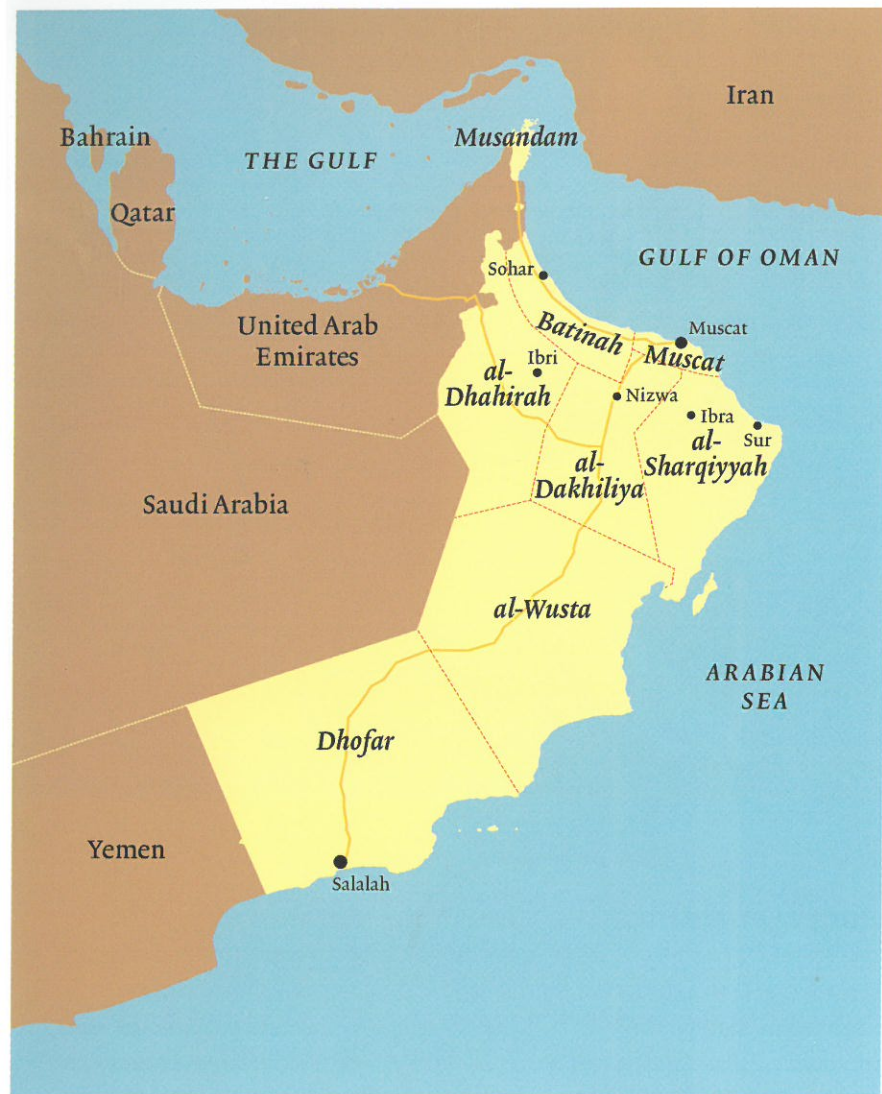 Iran
Bahrain
Musandam
THE GULF
Qatar
GULF OF OMAN
Sohar
United Arab
Emirates
Batinah
Muscat
Muscat
Ibri
al-
Dhahirah
Nizwa
Ibra
Sur
al-
Sharqiyyah
al-
Dakhiliya
Saudi Arabia
al-Wusta
ARABIAN
SEA
Dhofar
Yemen
Salalah